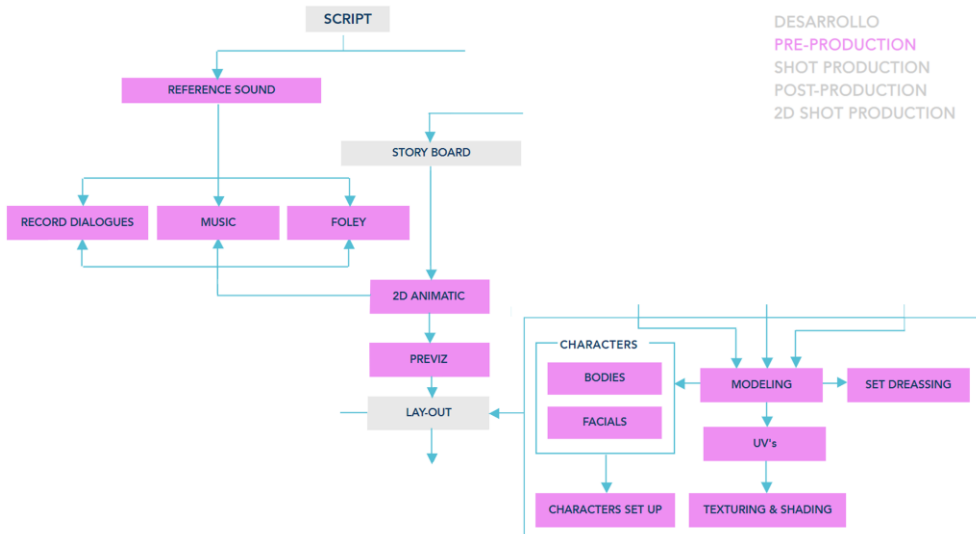 SCRIPT
DESARROLLO
PRE-PRODUCTION
SHOT PRODUCTION
POST-PRODUCTION
2D SHOT PRODUCTION
REFERENCE SOUND
STORY BOARD
RECORD DIALOGUES
MUSIC
FOLEY
2D ANIMATIC
PREVIZ
LAY-OUT
CHARACTERS
BODIES
FACIALS
MODELING
SET DREASSING
UV's
CHARACTERS SET UP
TEXTURING & SHADING